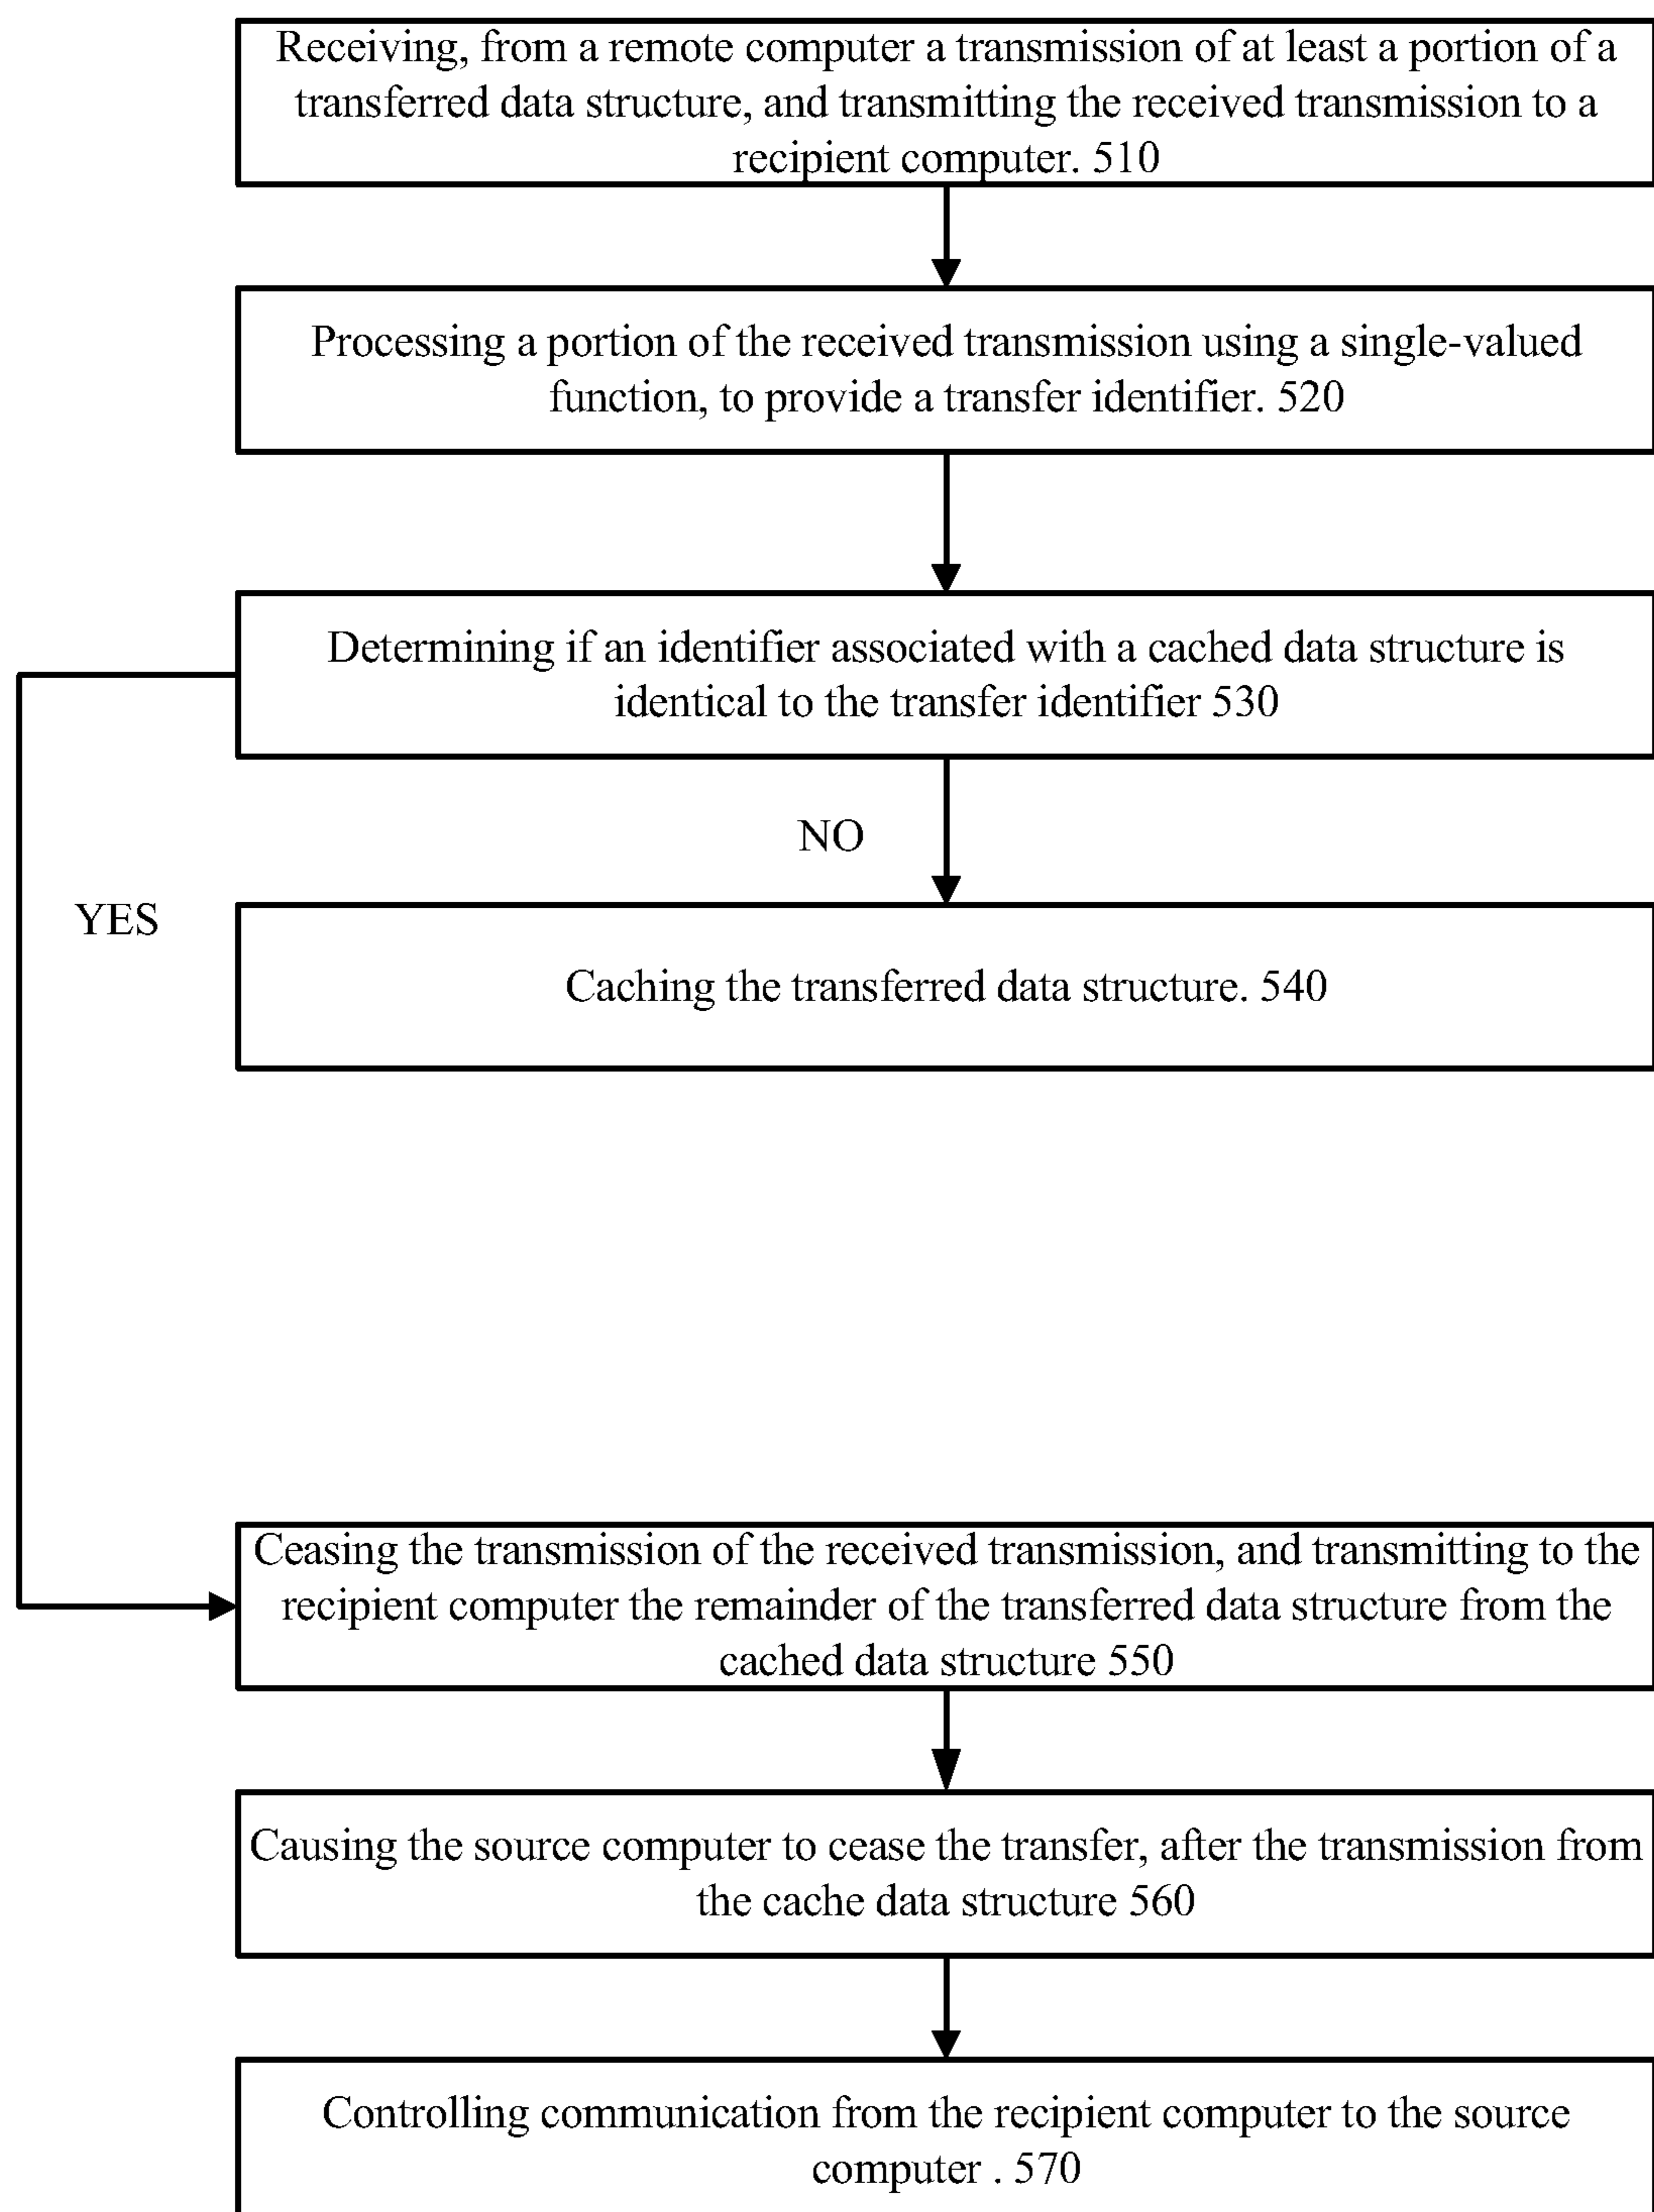 Receiving, from a remote computer a transmission of at least a portion of a
transferred data structure, and transmitting the received transmission to a
recipient computer. 510
Processing a portion of the received transmission using a single-valued
function, to provide a transfer identifier. 520
Determining if an identifier associated with a cached data structure is
identical to the transfer identifier 530
NO
YES
Caching the transferred data structure. 540
Ceasing the transmission of the received transmission, and transmitting to the
recipient computer the remainder of the transferred data structure from the
cached data structure 550
Causing the source computer to cease the transfer, after the transmission from
the cache data structure 560
Controlling communication from the recipient computer to the source
computer . 570